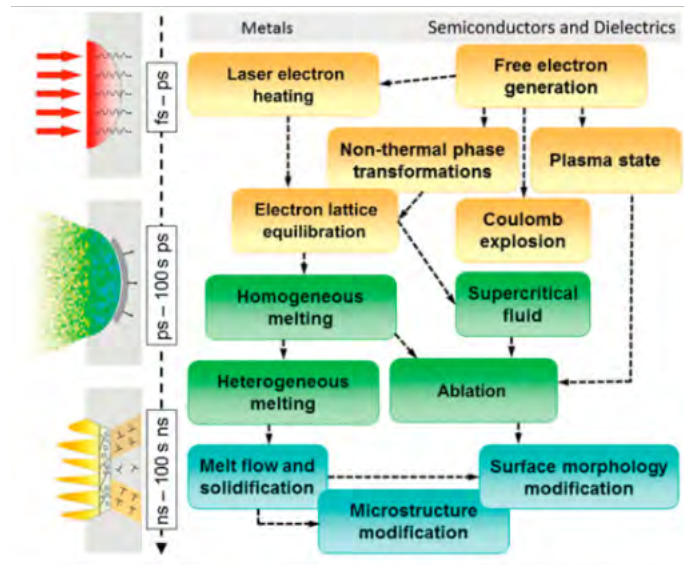 Metals
Semiconductors and Dielectrics
fs – ps
Laser electron
heating
Free electron
generation
Non-thermal phase
transformations
Plasma state
Electron lattice
equilibration
Coulomb
explosion
ps – 100 s ps
Homogeneous
melting
Supercritical
fluid
Heterogeneous
melting
Ablation
ns – 100 s ns
Melt flow and
solidification
Surface morphology
modification
Microstructure
modification